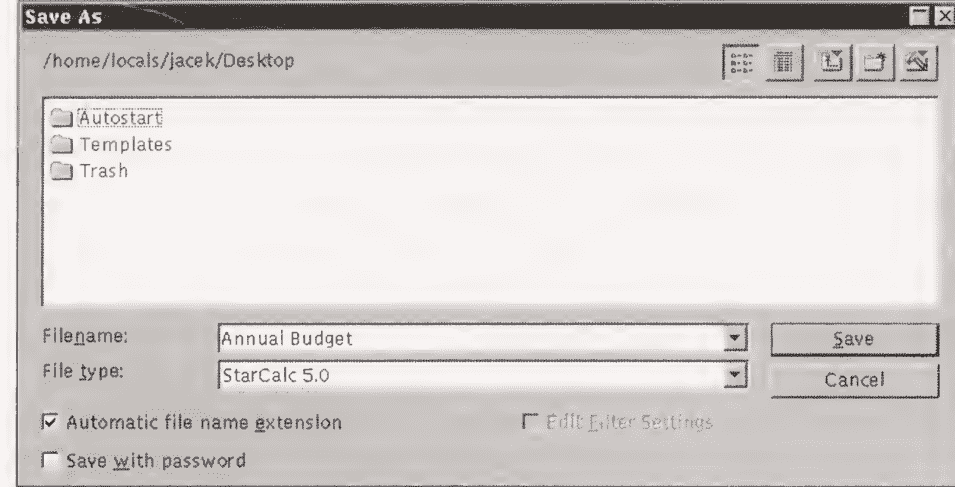 Save As
/home/locals/jacek/Desktop
Autostart
Templates
Trash
Filename: Annual Budget Save
File type: StarCalc 5.0 Cancel
Automatic file name extension Edit Filter Settings
Save with password